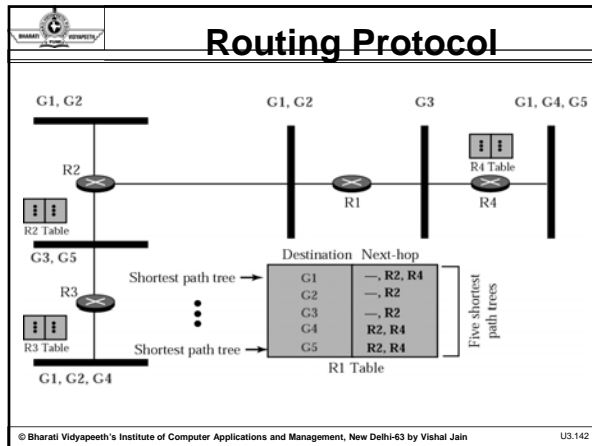 BHARATI VIDYAPEETH
PUNE
Routing Protocol
G1, G2
G1, G2
G3
G1, G4, G5
R2
R1
R4 Table
R4
R2 Table
G3, G5
R3
R3 Table
G1, G2, G4
Destination Next-hop
Shortest path tree
G1 —, R2, R4
G2 —, R2
G3 —, R2
G4 R2, R4
Shortest path tree
G5 R2, R4
R1 Table
Five shortest
path trees
© Bharati Vidyapeeth's Institute of Computer Applications and Management, New Delhi-63 by Vishal Jain U3.142